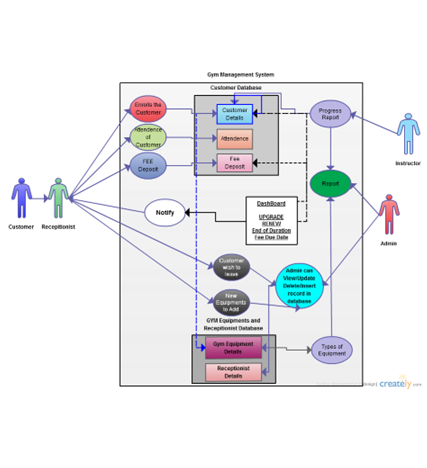 Gym Management System
Customer Database
Enrolls the
Customer
Customer
Details
Progress
Report
Attendence
of
Customer
Attendence
Instructor
FEE
Deposit
Fee
Deposit
Report
Customer
Receptionist
Notify
DashBoard
UPGRADE
RENEW
End of Duration
Fee Due Date
Admin
Customer
wish to
leave
Admin can
View/Update
Delete/Insert
record in
database
New
Equipments
to Add
GYM Equipments and
Receptionist Database
Gym Equipment
Details
Types of
Equipment
Receptionist
Details
creately.com